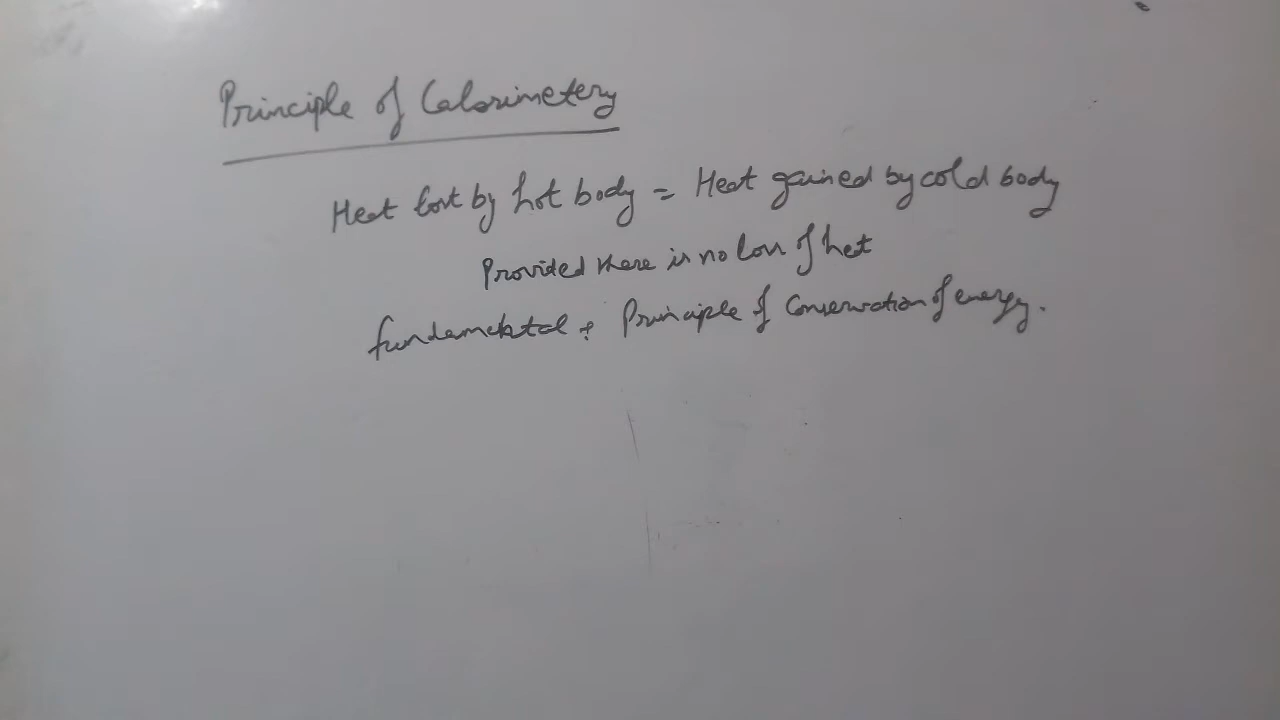 Principle of Calorimetery
Heat lost by hot body = Heat gained by cold body
Provided there is no loss of het
fundamental : Principle of Conservation of energy.